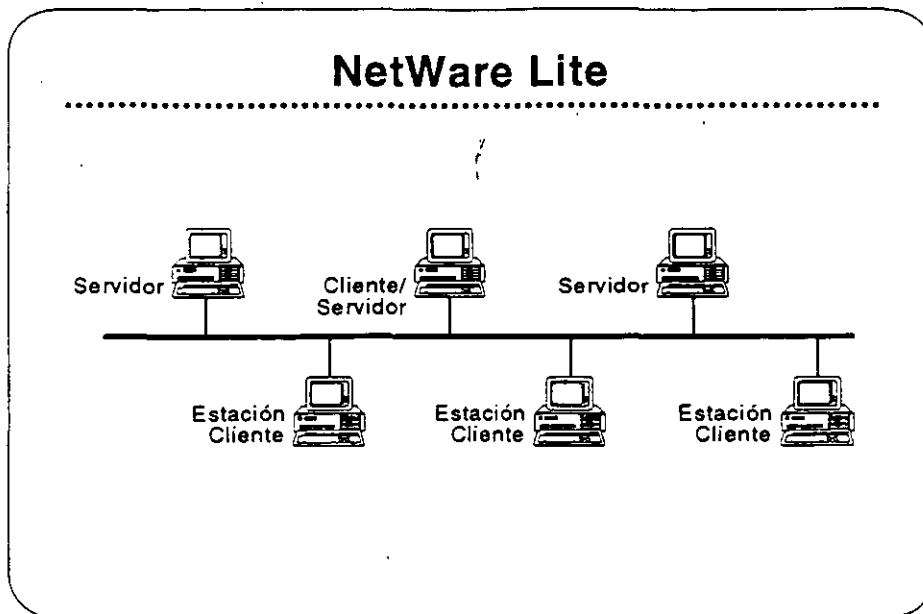 NetWare Lite
Servidor
Cliente/
Servidor
Servidor
Estación
Cliente
Estación
Cliente
Estación
Cliente